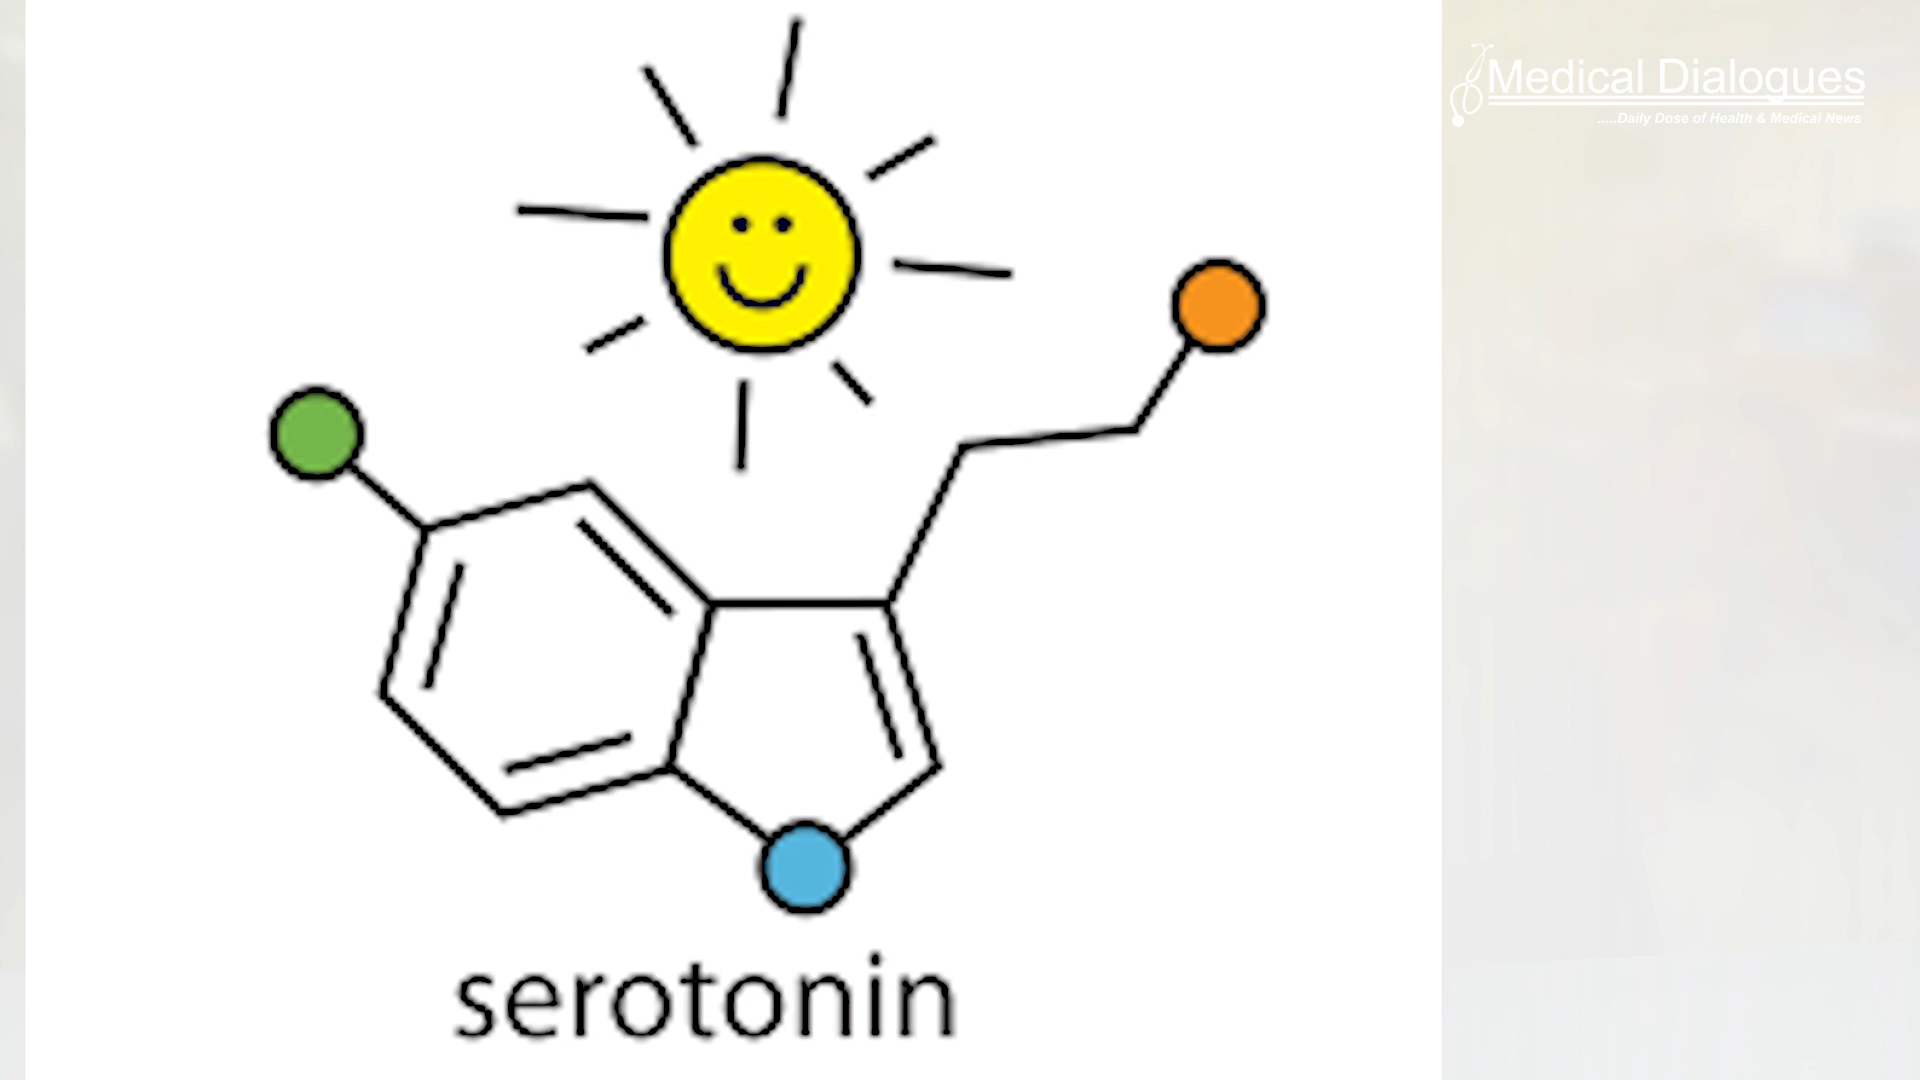 Medical Dialogues
.....Daily Dose of Health & Medical News
serotonin